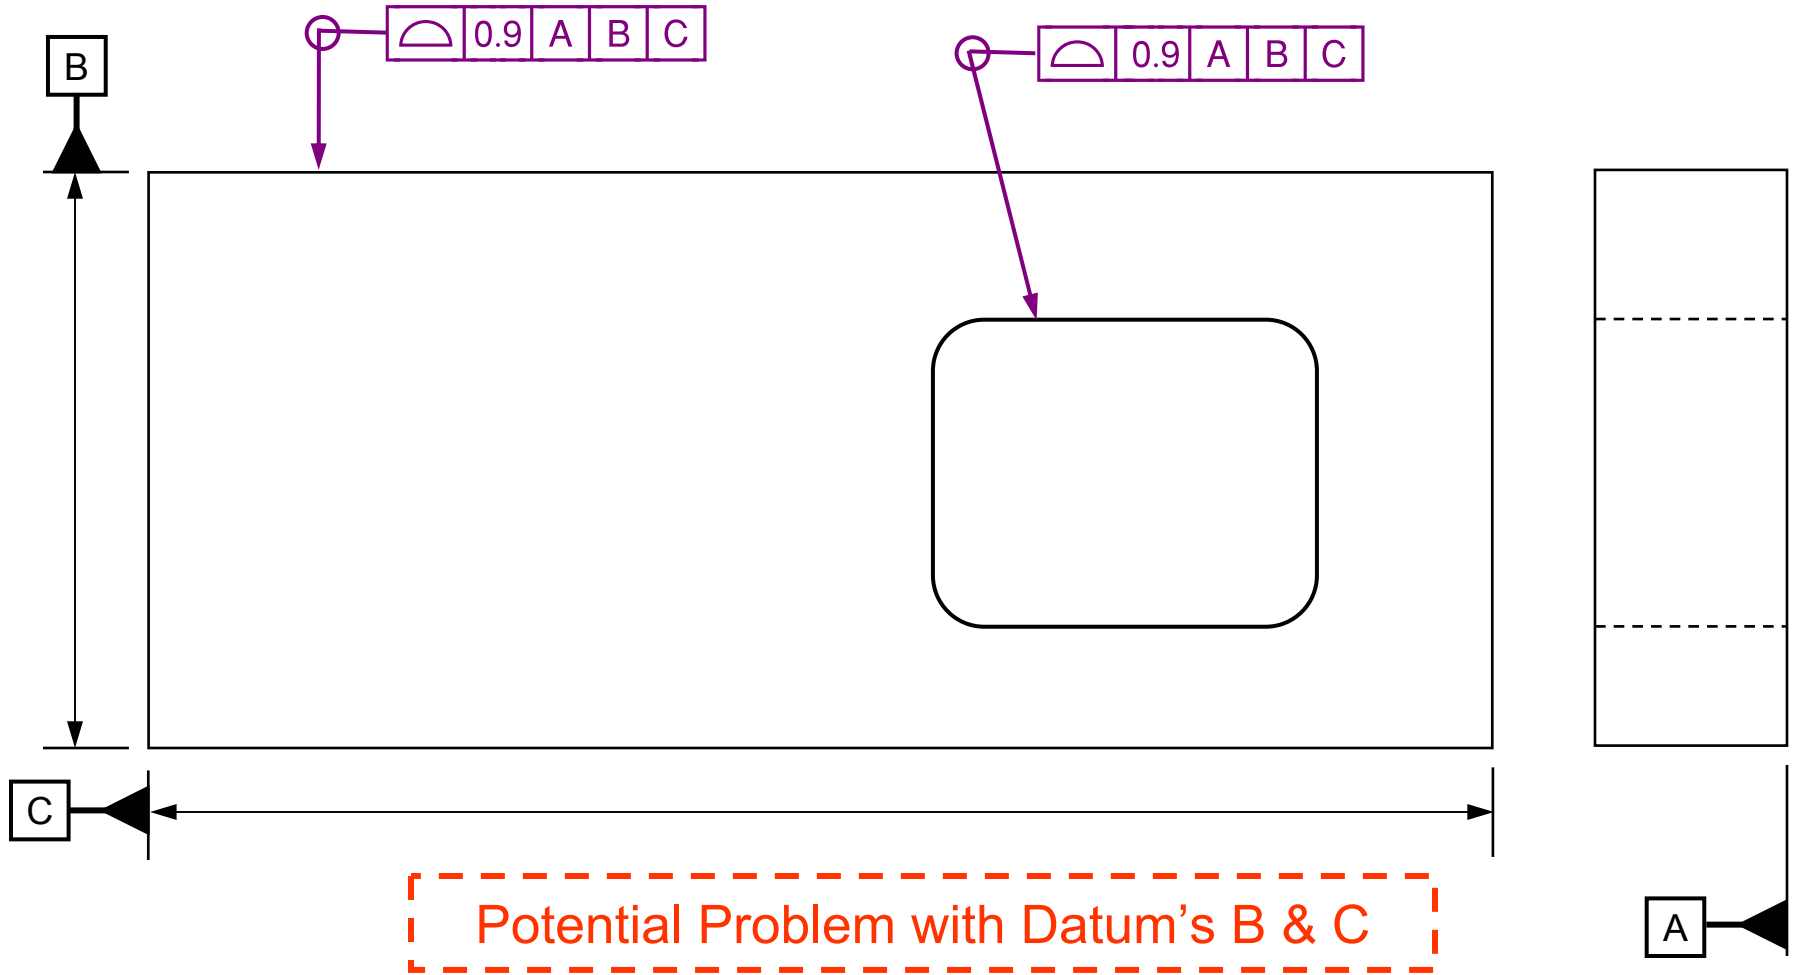 0.9 A B C
0.9 A B C
B
C
Potential Problem with Datum’s B & C
A